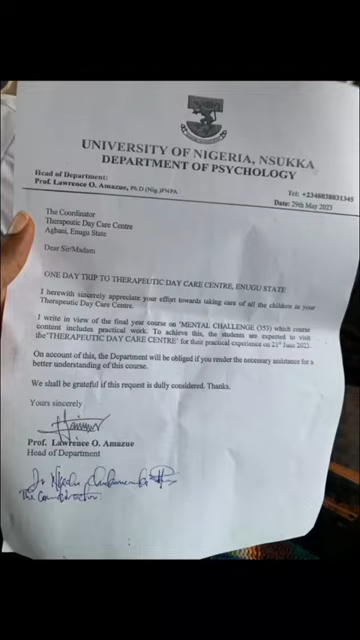 UNIVERSITY OF NIGERIA, NSUKKA
DEPARTMENT OF PSYCHOLOGY
Head of Department:
Prof. Lawrence O. Amazue, Ph.D (Nig.)FNPA
Tel: +2348038031345
Date: 29th May 2023
The Coordinator
Therapeutic Day Care Centre
Agbani, Enugu State
Dear Sir/Madam
ONE DAY TRIP TO THERAPEUTIC DAY CARE CENTRE, ENUGU STATE
I herewith sincerely appreciate your effort towards taking care of all the children in your
Therapeutic Day Care Centre.
I write in view of the final year course on "MENTAL CHALLENGE (353) which course
content includes practical work. To achieve this, the students are expected to visit
the"THERAPEUTIC DAY CARE CENTRE" for their practical experience on 21st June 2023.
On account of this, the Department will be obliged if you render the necessary assistance for a
better understanding of this course.
We shall be grateful if this request is dully considered. Thanks.
Yours sincerely
Prof. Lawrence O. Amazue
Head of Department
Dr
The